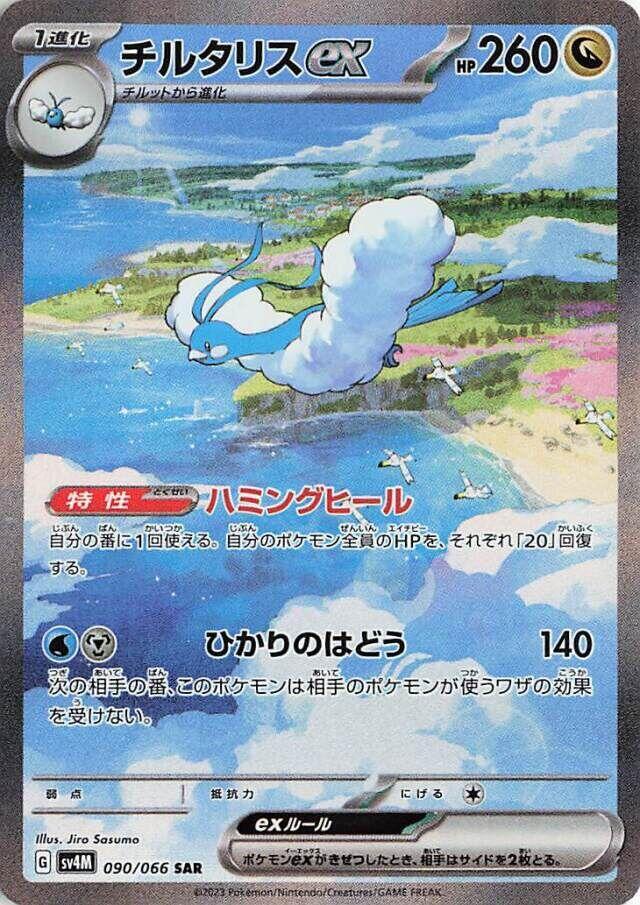 1進化
チルタリスex
HP260
チルットから進化
特性 とくせい ハミングヒール
自分の番に1回使える。自分のポケモン全員のHPを、それぞれ「20」回復
する。
ひかりのはどう 140
次の相手の番、このポケモンは相手のポケモンが使うワザの効果
を受けない。
弱点 抵抗力 にげる
exルール
ポケモンexがきぜつしたとき、相手はサイドを2枚とる。
Illus. Jiro Sasumo
G sv4M 090/066 SAR
©2023 Pokémon/Nintendo/Creatures/GAME FREAK